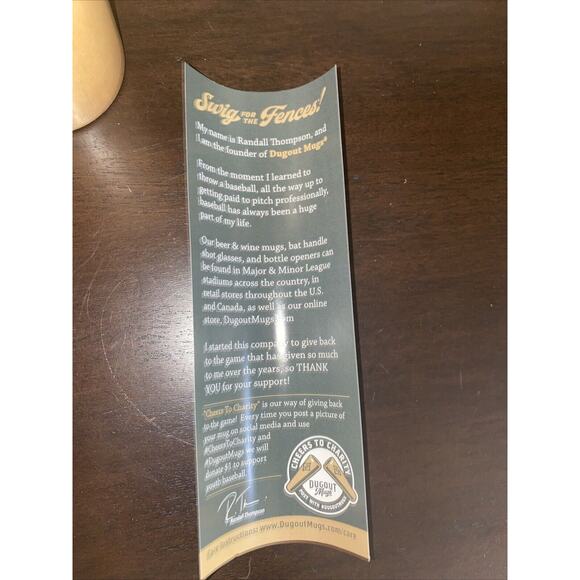 Swig FOR THE Fences!
My name is Randall Thompson, and
I am the founder of Dugout Mugs®
From the moment I learned to
throw a baseball, all the way up to
getting paid to pitch professionally,
baseball has always been a huge
part of my life.
Our beer & wine mugs, bat handle
shot glasses, and bottle openers can
be found in Major & Minor League
stadiums across the country, in
retail stores throughout the U.S.
and Canada, as well as our online
store, DugoutMugs.com
I started this company to give back
to the game that has given so much
to me over the years, so THANK
YOU for your support!
"Cheers To Charity" is our way of giving back
to the game! Every time you post a picture of
your mug on social media and use
#CheersToCharity and
#DugoutMugs we will
donate $1 to support
youth baseball.
CHEERS TO CHARITY
DUGOUT
Mugs
POST WITH #DUGOUTMUGS
Randall Thompson
Care Instructions: www.DugoutMugs.com/care